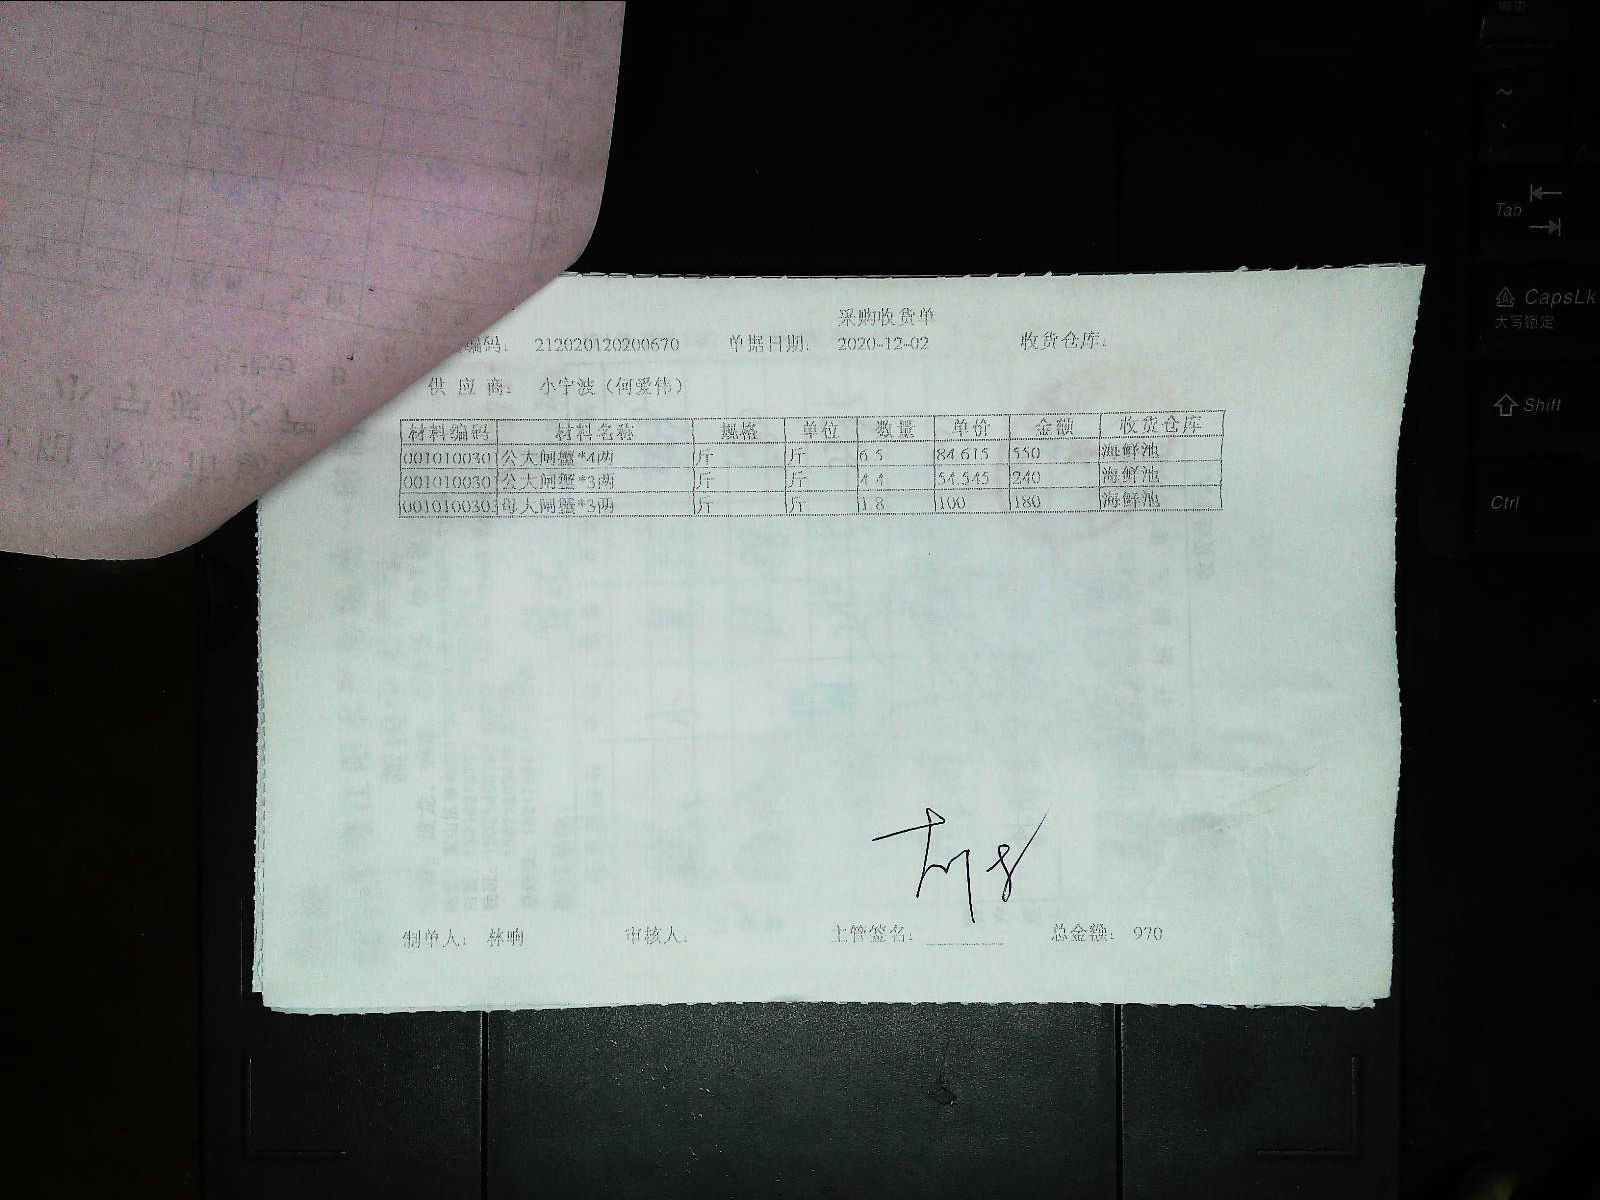 采购收货单
编码： 212020120200670 单据日期： 2020-12-02 收货仓库：
供 应 商： 小宁波（何爱伟）
材料编码 材料名称 规格 单位 数量 单价 金额 收货仓库
001010030 公大闸蟹*4两 斤 斤 6.5 84.615 550 海鲜池
001010030 公大闸蟹*3两 斤 斤 4.4 54.545 240 海鲜池
001010030 母大闸蟹*3两 斤 斤 1.8 100 180 海鲜池
制单人： 林响 审核人： 主管签名： 总金额： 970
~
Tab
CapsLk
大写锁定
Shift
Ctrl